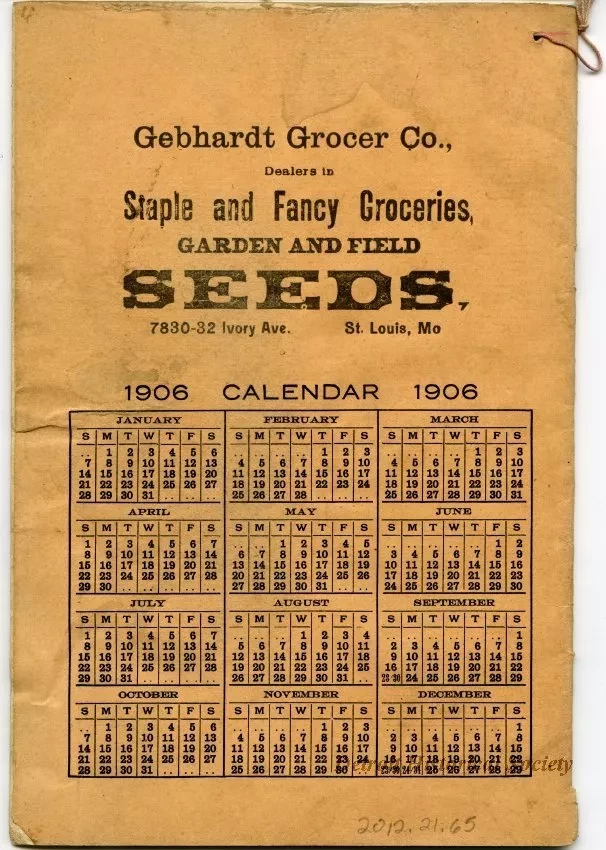 Gebhardt Grocer Co.,
Dealers in
Staple and Fancy Groceries,
GARDEN AND FIELD
SEEDS,
7830-32 Ivory Ave. St. Louis, Mo
1906 CALENDAR 1906
JANUARY FEBRUARY MARCH
S M T W T F S S M T W T F S S M T W T F S
.. 1 2 3 4 5 6 .. .. .. .. 1 2 3 .. .. .. .. 1 2 3
7 8 9 10 11 12 13 4 5 6 7 8 9 10 4 5 6 7 8 9 10
14 15 16 17 18 19 20 11 12 13 14 15 16 17 11 12 13 14 15 16 17
21 22 23 24 25 26 27 18 19 20 21 22 23 24 18 19 20 21 22 23 24
28 29 30 31 .. .. .. 25 26 27 28 .. .. .. 25 26 27 28 29 30 31
APRIL MAY JUNE
S M T W T F S S M T W T F S S M T W T F S
1 2 3 4 5 6 7 .. .. 1 2 3 4 5 .. .. .. .. .. 1 2
8 9 10 11 12 13 14 6 7 8 9 10 11 12 3 4 5 6 7 8 9
15 16 17 18 19 20 21 13 14 15 16 17 18 19 10 11 12 13 14 15 16
22 23 24 25 26 27 28 20 21 22 23 24 25 26 17 18 19 20 21 22 23
29 30 .. .. .. .. .. 27 28 29 30 31 .. .. 24 25 26 27 28 29 30
JULY AUGUST SEPTEMBER
S M T W T F S S M T W T F S S M T W T F S
1 2 3 4 5 6 7 .. .. .. 1 2 3 4 .. .. .. .. .. .. 1
8 9 10 11 12 13 14 5 6 7 8 9 10 11 2 3 4 5 6 7 8
15 16 17 18 19 20 21 12 13 14 15 16 17 18 9 10 11 12 13 14 15
22 23 24 25 26 27 28 19 20 21 22 23 24 25 16 17 18 19 20 21 22
29 30 31 .. .. .. .. 26 27 28 29 30 31 .. 23/30 24 25 26 27 28 29
OCTOBER NOVEMBER DECEMBER
S M T W T F S S M T W T F S S M T W T F S
.. 1 2 3 4 5 6 .. .. .. .. 1 2 3 .. .. .. .. .. .. 1
7 8 9 10 11 12 13 4 5 6 7 8 9 10 2 3 4 5 6 7 8
14 15 16 17 18 19 20 11 12 13 14 15 16 17 9 10 11 12 13 14 15
21 22 23 24 25 26 27 18 19 20 21 22 23 24 16 17 18 19 20 21 22
28 29 30 31 .. .. .. 25 26 27 28 29 30 .. 23/30 24/31 25 26 27 28 29
Detroit Historical Society
2012.21.65